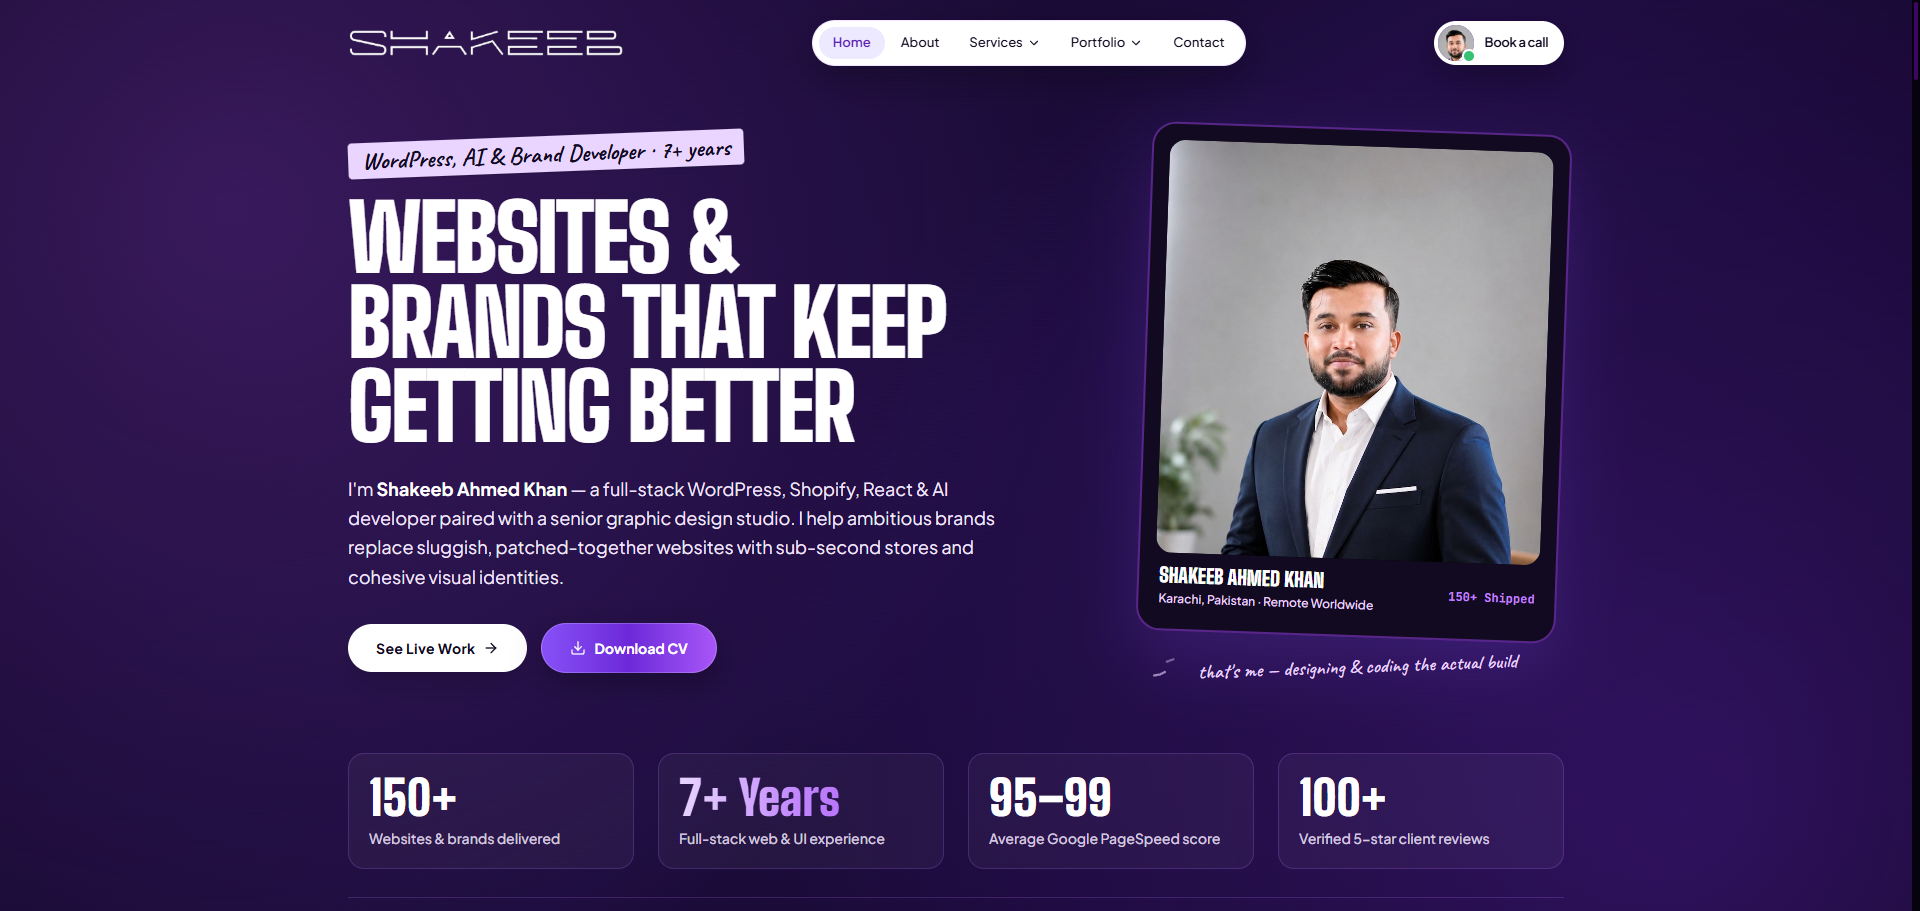 SHAKEEB
Home
About
Services
Portfolio
Contact
Book a call
WordPress, AI & Brand Developer · 7+ years
WEBSITES &
BRANDS THAT KEEP
GETTING BETTER
I'm Shakeeb Ahmed Khan — a full-stack WordPress, Shopify, React & AI
developer paired with a senior graphic design studio. I help ambitious brands
replace sluggish, patched-together websites with sub-second stores and
cohesive visual identities.
See Live Work →
Download CV
SHAKEEB AHMED KHAN
Karachi, Pakistan · Remote Worldwide
150+ Shipped
that's me — designing & coding the actual build
150+
Websites & brands delivered
7+ Years
Full-stack web & UI experience
95–99
Average Google PageSpeed score
100+
Verified 5-star client reviews